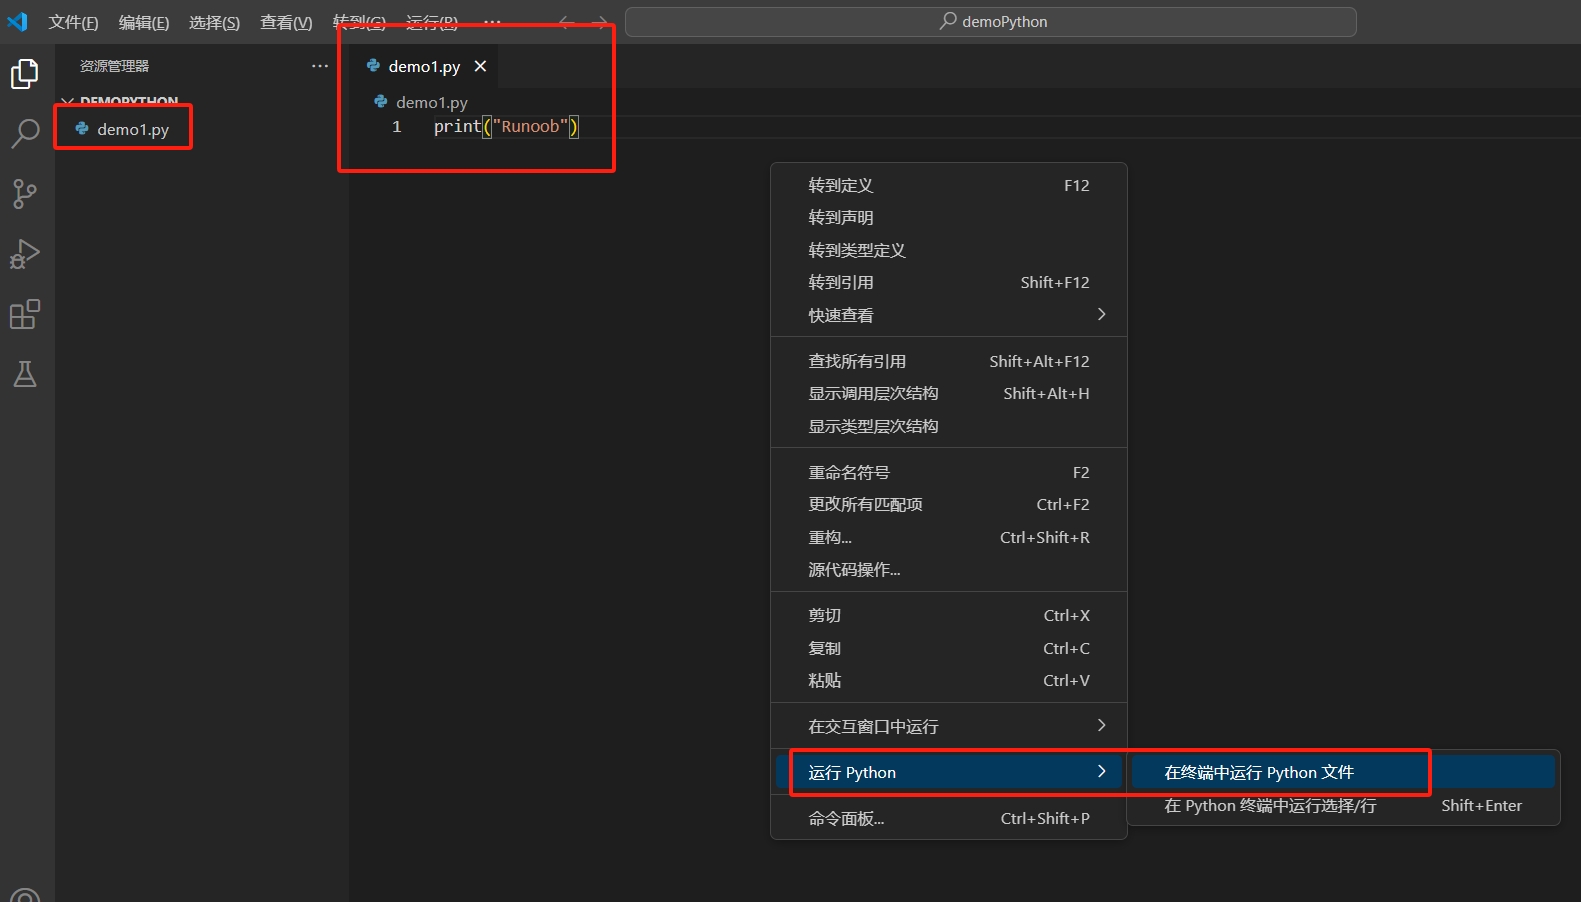 文件(F) 编辑(E) 选择(S) 查看(V) 转到(G) 运行(R) ··· demoPython
资源管理器 ···
DEMOPYTHON
demo1.py
demo1.py
demo1.py
1 print("Runoob")
转到定义 F12
转到声明
转到类型定义
转到引用 Shift+F12
快速查看
查找所有引用 Shift+Alt+F12
显示调用层次结构 Shift+Alt+H
显示类型层次结构
重命名符号 F2
更改所有匹配项 Ctrl+F2
重构... Ctrl+Shift+R
源代码操作...
剪切 Ctrl+X
复制 Ctrl+C
粘贴 Ctrl+V
在交互窗口中运行
运行 Python
在终端中运行 Python 文件
在 Python 终端中运行选择/行 Shift+Enter
命令面板... Ctrl+Shift+P